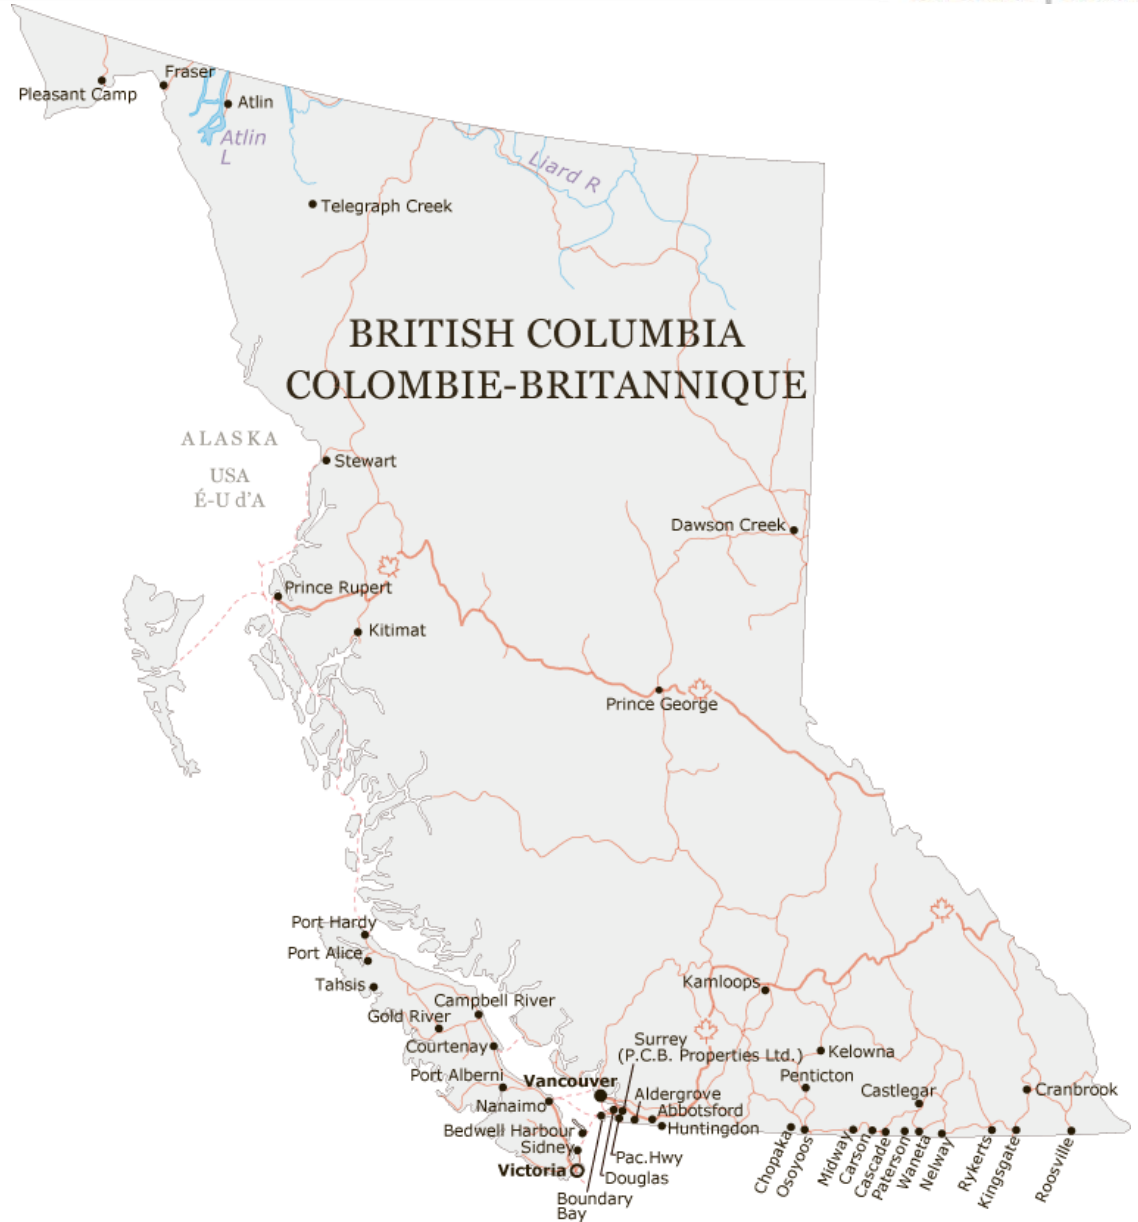 Pleasant Camp
Fraser
Atlin
Atlin
L
Liard R
Telegraph Creek
BRITISH COLUMBIA
COLOMBIE-BRITANNIQUE
ALASKA
USA
É-U d'A
Stewart
Dawson Creek
Prince Rupert
Kitimat
Prince George
Port Hardy
Port Alice
Tahsis
Campbell River
Gold River
Courtenay
Kamloops
Surrey
(P.C.B. Properties Ltd.)
Kelowna
Port Alberni
Vancouver
Penticton
Castlegar
Cranbrook
Nanaimo
Aldergrove
Abbotsford
Huntingdon
Bedwell Harbour
Sidney
Victoria
Pac.Hwy
Douglas
Boundary
Bay
Chopaka
Osoyoos
Midway
Carson
Cascade
Paterson
Waneta
Nelway
Rykerts
Kingsgate
Roosville